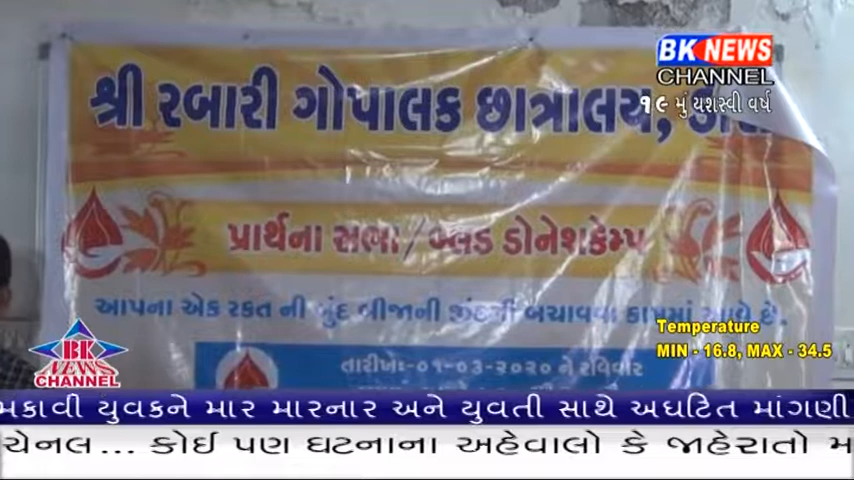 BK NEWS
CHANNEL
૧૯ મું યશસ્વી વર્ષ
શ્રી રબારી ગોપાલક છાત્રાલય,
પ્રાર્થના સભા / બ્લડ ડોનેશકેમ્પ
આપના એક રકત ની બુંદ બીજાની જીંદગી બચાવવા કામમાં આવે છે.
Temperature
MIN - 16.8, MAX - 34.5
તારીખઃ-૦૧-૦૩-૨૦૨૦ ને રવિવાર
BK
NEWS
CHANNEL
મકાવી યુવકને માર મારનાર અને યુવતી સાથે અઘટિત માંગણી
ચેનલ... કોઈ પણ ઘટનાના અહેવાલો કે જાહેરાતો મ